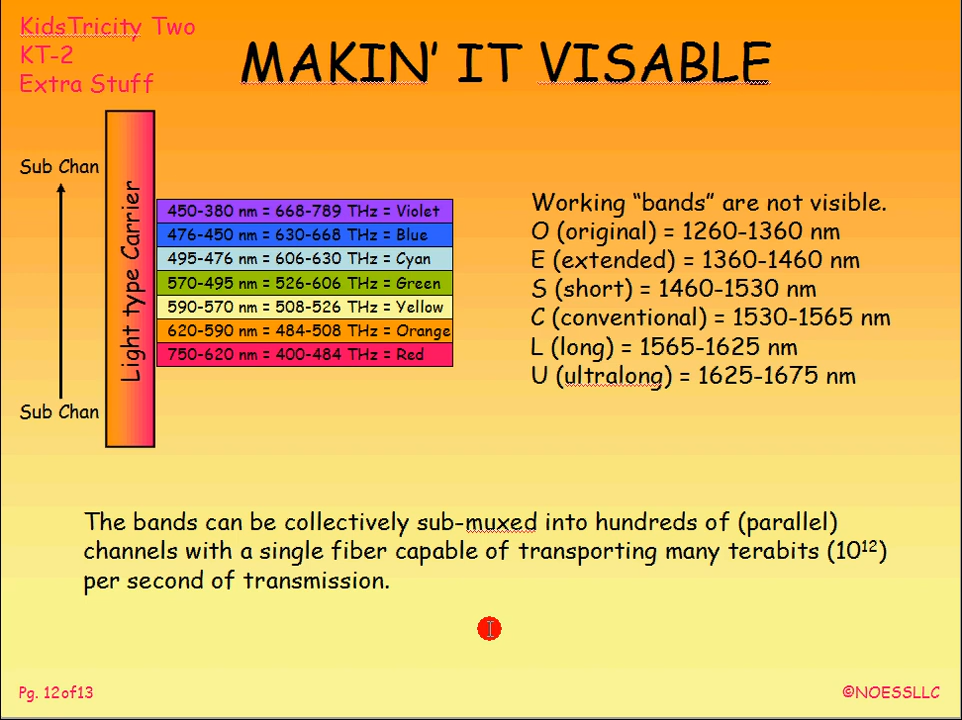 KidsTricity Two
KT-2
Extra Stuff
MAKIN' IT VISABLE
Sub Chan
Light type Carrier
450-380 nm = 668-789 THz = Violet
476-450 nm = 630-668 THz = Blue
495-476 nm = 606-630 THz = Cyan
570-495 nm = 526-606 THz = Green
590-570 nm = 508-526 THz = Yellow
620-590 nm = 484-508 THz = Orange
750-620 nm = 400-484 THz = Red
Sub Chan
Working “bands” are not visible.
O (original) = 1260-1360 nm
E (extended) = 1360-1460 nm
S (short) = 1460-1530 nm
C (conventional) = 1530-1565 nm
L (long) = 1565-1625 nm
U (ultralong) = 1625-1675 nm
The bands can be collectively sub-muxed into hundreds of (parallel)
channels with a single fiber capable of transporting many terabits (10¹²)
per second of transmission.
Pg. 12of13
©NOESSLLC